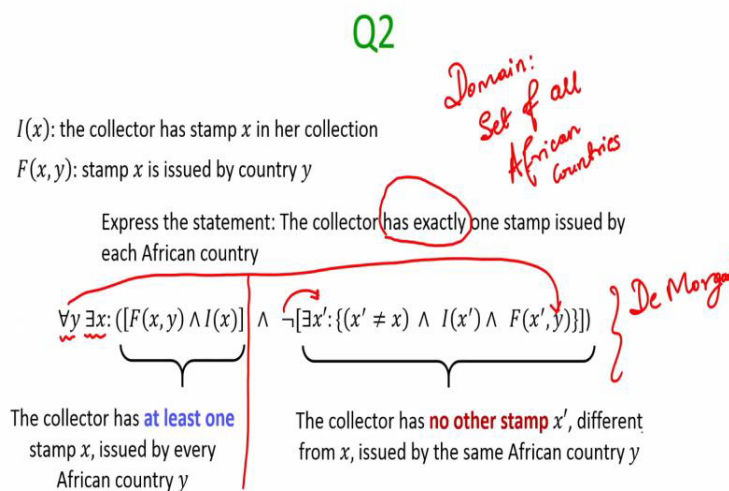 Q2
Domain:
Set of all
African
Countries
I(x): the collector has stamp x in her collection
F(x, y): stamp x is issued by country y
Express the statement: The collector has exactly one stamp issued by
each African country
∀y ∃x: ([F(x, y) ∧ I(x)] ∧ ¬[∃x′: {(x′ ≠ x) ∧ I(x′) ∧ F(x′, y)}])
De Morga
The collector has at least one
stamp x, issued by every
African country y
The collector has no other stamp x′, different
from x, issued by the same African country y